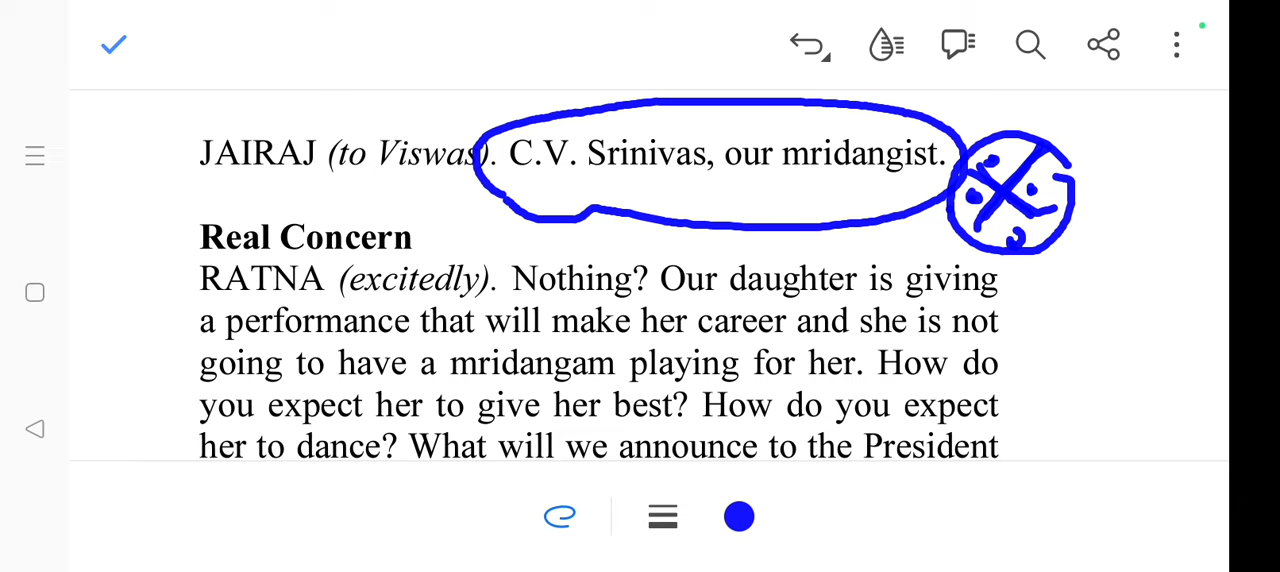 JAIRAJ (to Viswas). C.V. Srinivas, our mridangist.
Real Concern
RATNA (excitedly). Nothing? Our daughter is giving
a performance that will make her career and she is not
going to have a mridangam playing for her. How do
you expect her to give her best? How do you expect
her to dance? What will we announce to the President